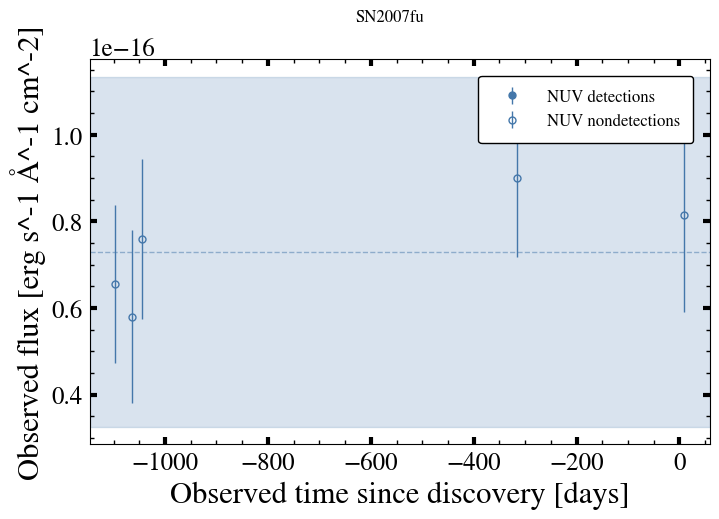 SN2007fu
1e−16
NUV detections
NUV nondetections
Observed flux [erg s^-1 Å^-1 cm^-2]
1.0
0.8
0.6
0.4
−1000 −800 −600 −400 −200 0
Observed time since discovery [days]